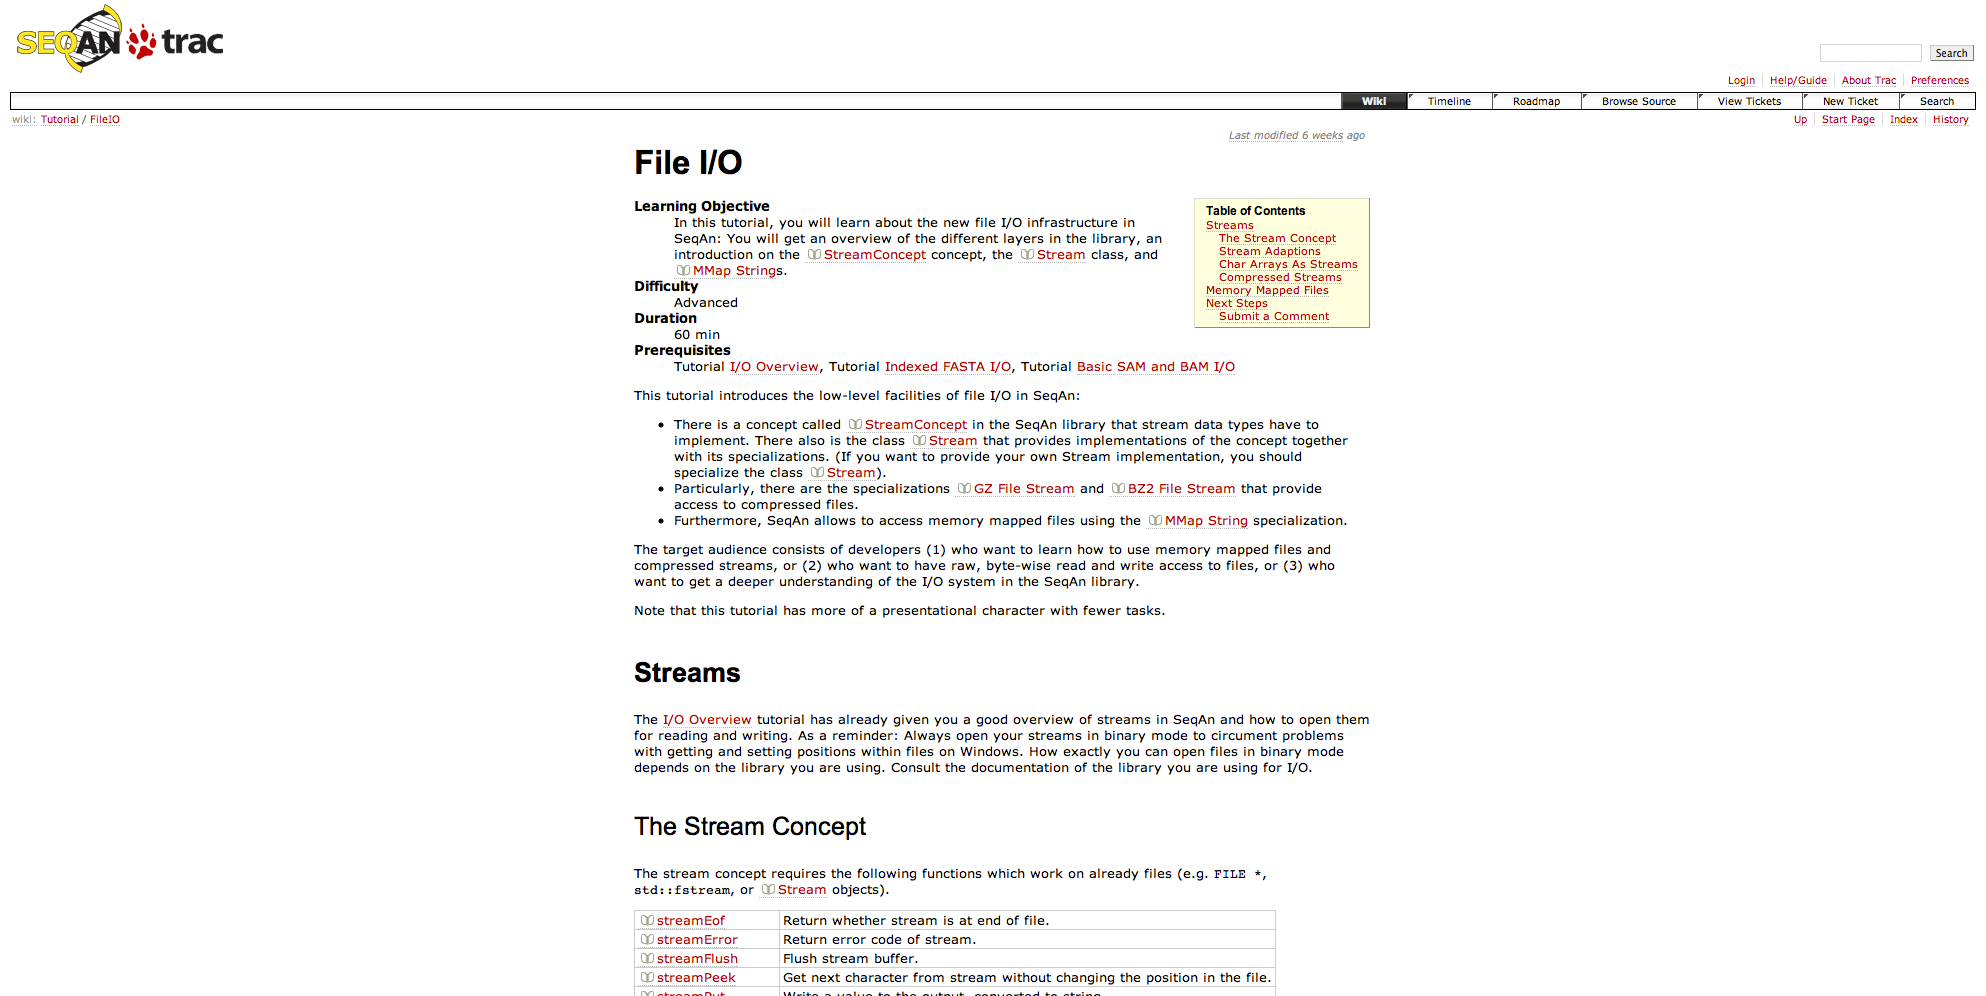 SEQAN trac
Search
Login Help/Guide About Trac Preferences
Wiki Timeline Roadmap Browse Source View Tickets New Ticket Search
wiki: Tutorial / FileIO
Up Start Page Index History
Last modified 6 weeks ago
File I/O
Learning Objective
In this tutorial, you will learn about the new file I/O infrastructure in
SeqAn: You will get an overview of the different layers in the library, an
introduction on the StreamConcept concept, the Stream class, and
MMap Strings.
Difficulty
Advanced
Duration
60 min
Prerequisites
Tutorial I/O Overview, Tutorial Indexed FASTA I/O, Tutorial Basic SAM and BAM I/O
Table of Contents
Streams
The Stream Concept
Stream Adaptions
Char Arrays As Streams
Compressed Streams
Memory Mapped Files
Next Steps
Submit a Comment
This tutorial introduces the low-level facilities of file I/O in SeqAn:
• There is a concept called StreamConcept in the SeqAn library that stream data types have to
implement. There also is the class Stream that provides implementations of the concept together
with its specializations. (If you want to provide your own Stream implementation, you should
specialize the class Stream).
• Particularly, there are the specializations GZ File Stream and BZ2 File Stream that provide
access to compressed files.
• Furthermore, SeqAn allows to access memory mapped files using the MMap String specialization.
The target audience consists of developers (1) who want to learn how to use memory mapped files and
compressed streams, or (2) who want to have raw, byte-wise read and write access to files, or (3) who
want to get a deeper understanding of the I/O system in the SeqAn library.
Note that this tutorial has more of a presentational character with fewer tasks.
Streams
The I/O Overview tutorial has already given you a good overview of streams in SeqAn and how to open them
for reading and writing. As a reminder: Always open your streams in binary mode to circument problems
with getting and setting positions within files on Windows. How exactly you can open files in binary mode
depends on the library you are using. Consult the documentation of the library you are using for I/O.
The Stream Concept
The stream concept requires the following functions which work on already files (e.g. FILE *,
std::fstream, or Stream objects).
streamEof Return whether stream is at end of file.
streamError Return error code of stream.
streamFlush Flush stream buffer.
streamPeek Get next character from stream without changing the position in the file.
streamPut Write a value to the output, converted to string.